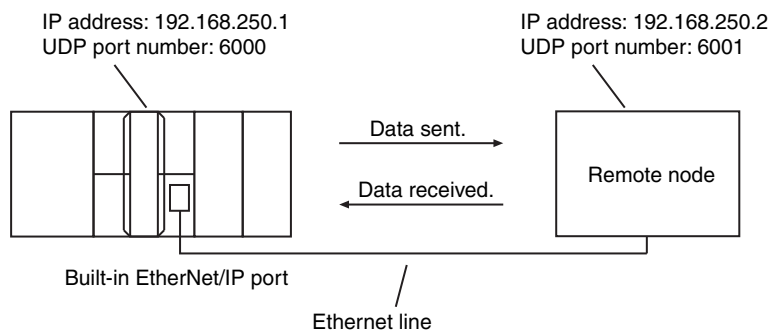 IP address: 192.168.250.1
UDP port number: 6000
IP address: 192.168.250.2
UDP port number: 6001
Data sent.
Data received.
Remote node
Built-in EtherNet/IP port
Ethernet line